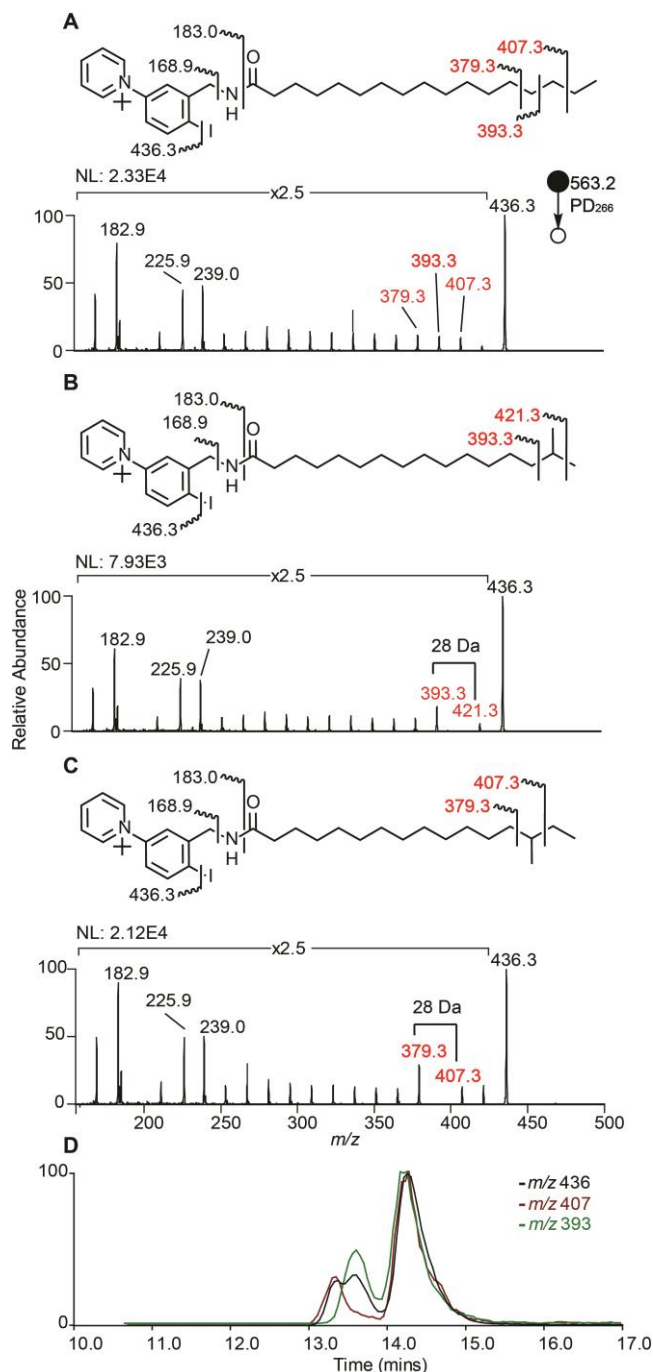 A
183.0
407.3
168.9
O
379.3
N
+
N
H
I
393.3
436.3
NL: 2.33E4
x2.5
563.2
PD266
436.3
100
182.9
225.9
239.0
393.3
379.3
407.3
50
0
B
183.0
421.3
168.9
O
393.3
N
+
N
H
I
436.3
NL: 7.93E3
x2.5
436.3
100
182.9
239.0
225.9
28 Da
393.3
421.3
50
0
Relative Abundance
C
183.0
407.3
168.9
O
379.3
N
+
N
H
I
436.3
NL: 2.12E4
x2.5
436.3
100
182.9
225.9
239.0
28 Da
379.3
407.3
50
0
200 250 300 350 400 450 500
m/z
D
100
0
-m/z 436
-m/z 407
-m/z 393
10.0 11.0 12.0 13.0 14.0 15.0 16.0 17.0
Time (mins)